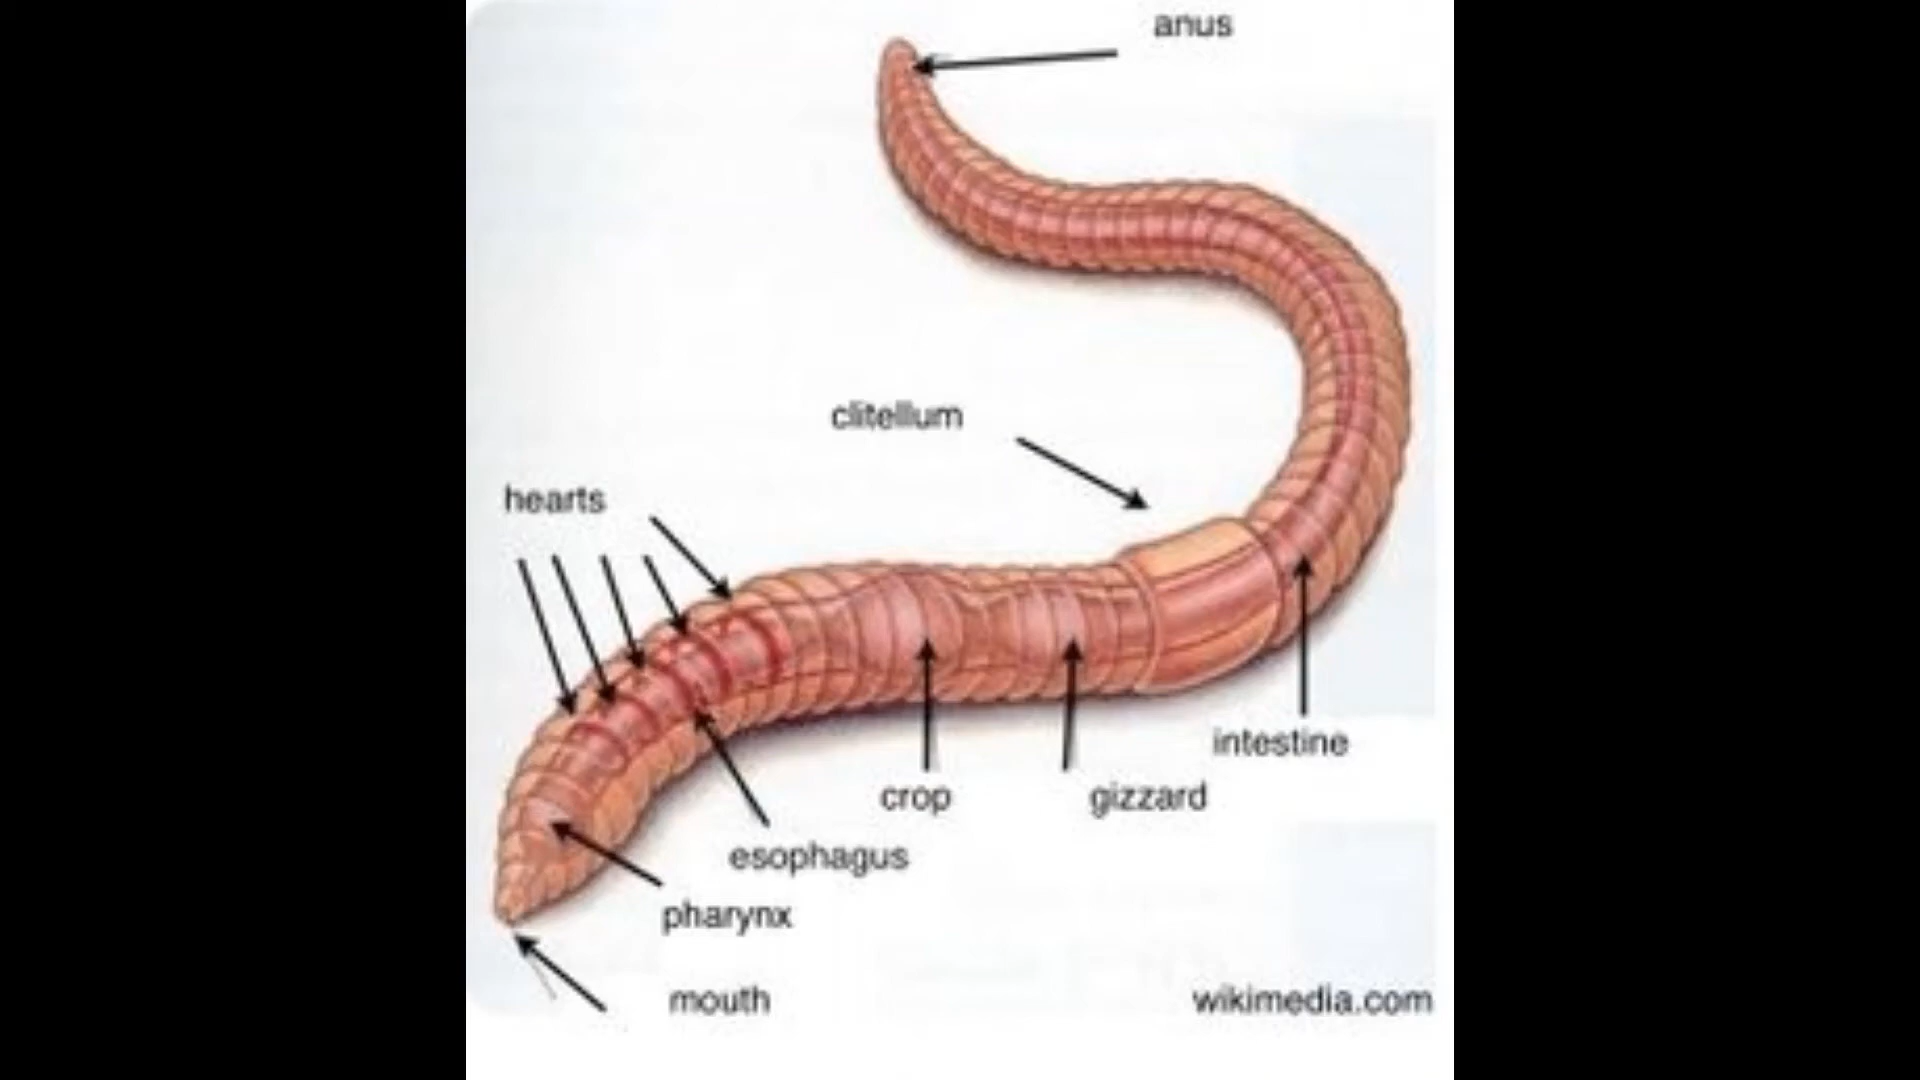 anus
clitellum
hearts
intestine
crop
gizzard
esophagus
pharynx
mouth
wikimedia.com